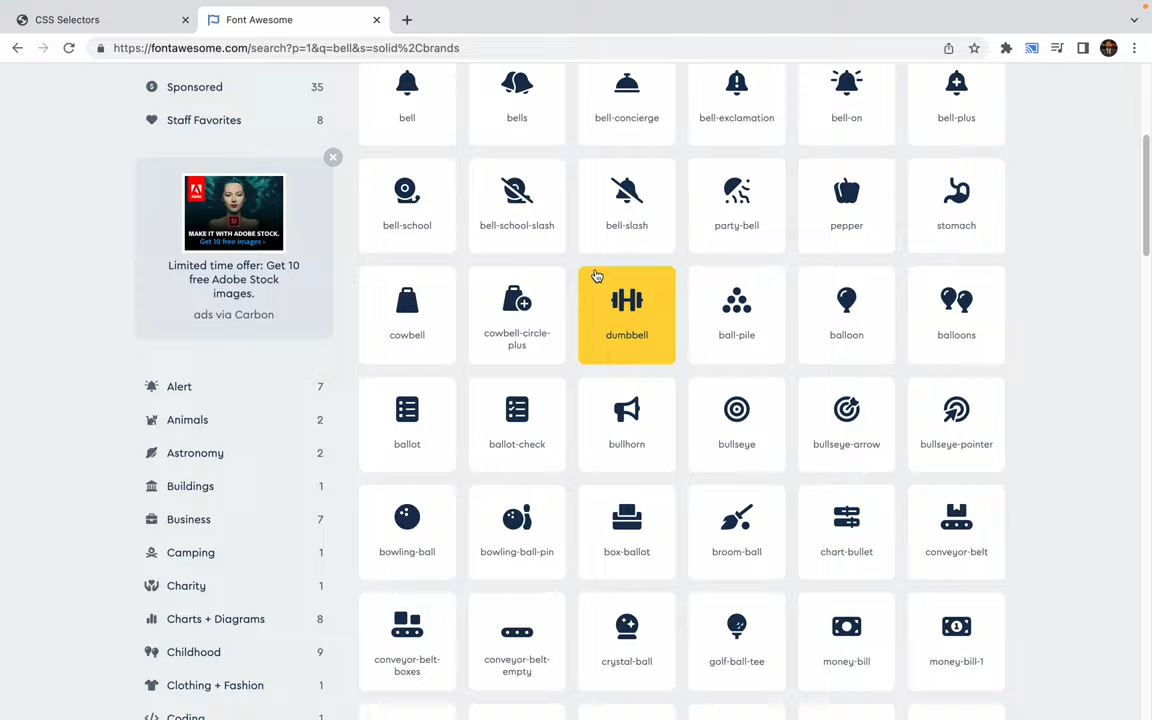 CSS Selectors
Font Awesome
https://fontawesome.com/search?p=1&q=bell&s=solid%2Cbrands
Sponsored 35
Staff Favorites 8
MAKE IT WITH ADOBE STOCK.
Get 10 free images ›
Limited time offer: Get 10
free Adobe Stock
images.
ads via Carbon
Alert 7
Animals 2
Astronomy 2
Buildings 1
Business 7
Camping 1
Charity 1
Charts + Diagrams 8
Childhood 9
Clothing + Fashion 1
Coding 1
bell bells bell-concierge bell-exclamation bell-on bell-plus
bell-school bell-school-slash bell-slash party-bell pepper stomach
cowbell cowbell-circle-plus dumbbell ball-pile balloon balloons
ballot ballot-check bullhorn bullseye bullseye-arrow bullseye-pointer
bowling-ball bowling-ball-pin box-ballot broom-ball chart-bullet conveyor-belt
conveyor-belt-boxes conveyor-belt-empty crystal-ball golf-ball-tee money-bill money-bill-1